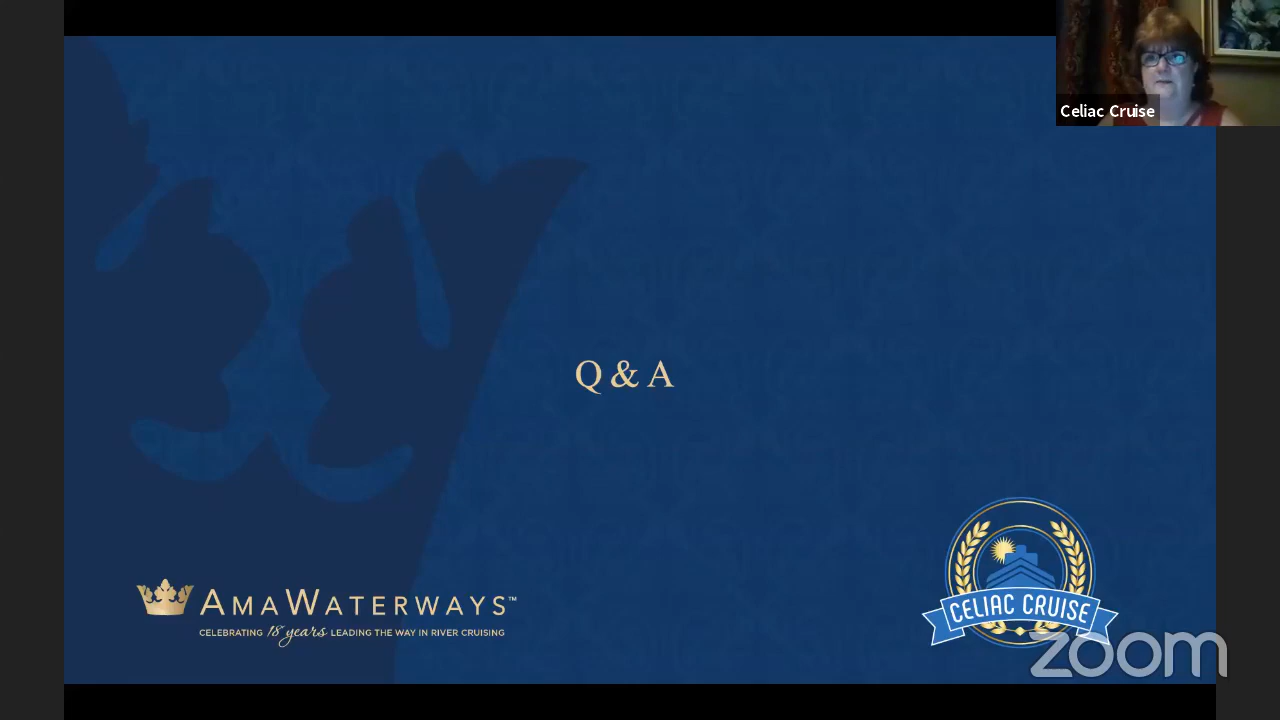 Celiac Cruise
Q & A
AMAWATERWAYS™
CELEBRATING 18 years LEADING THE WAY IN RIVER CRUISING
CELIAC CRUISE
zoom